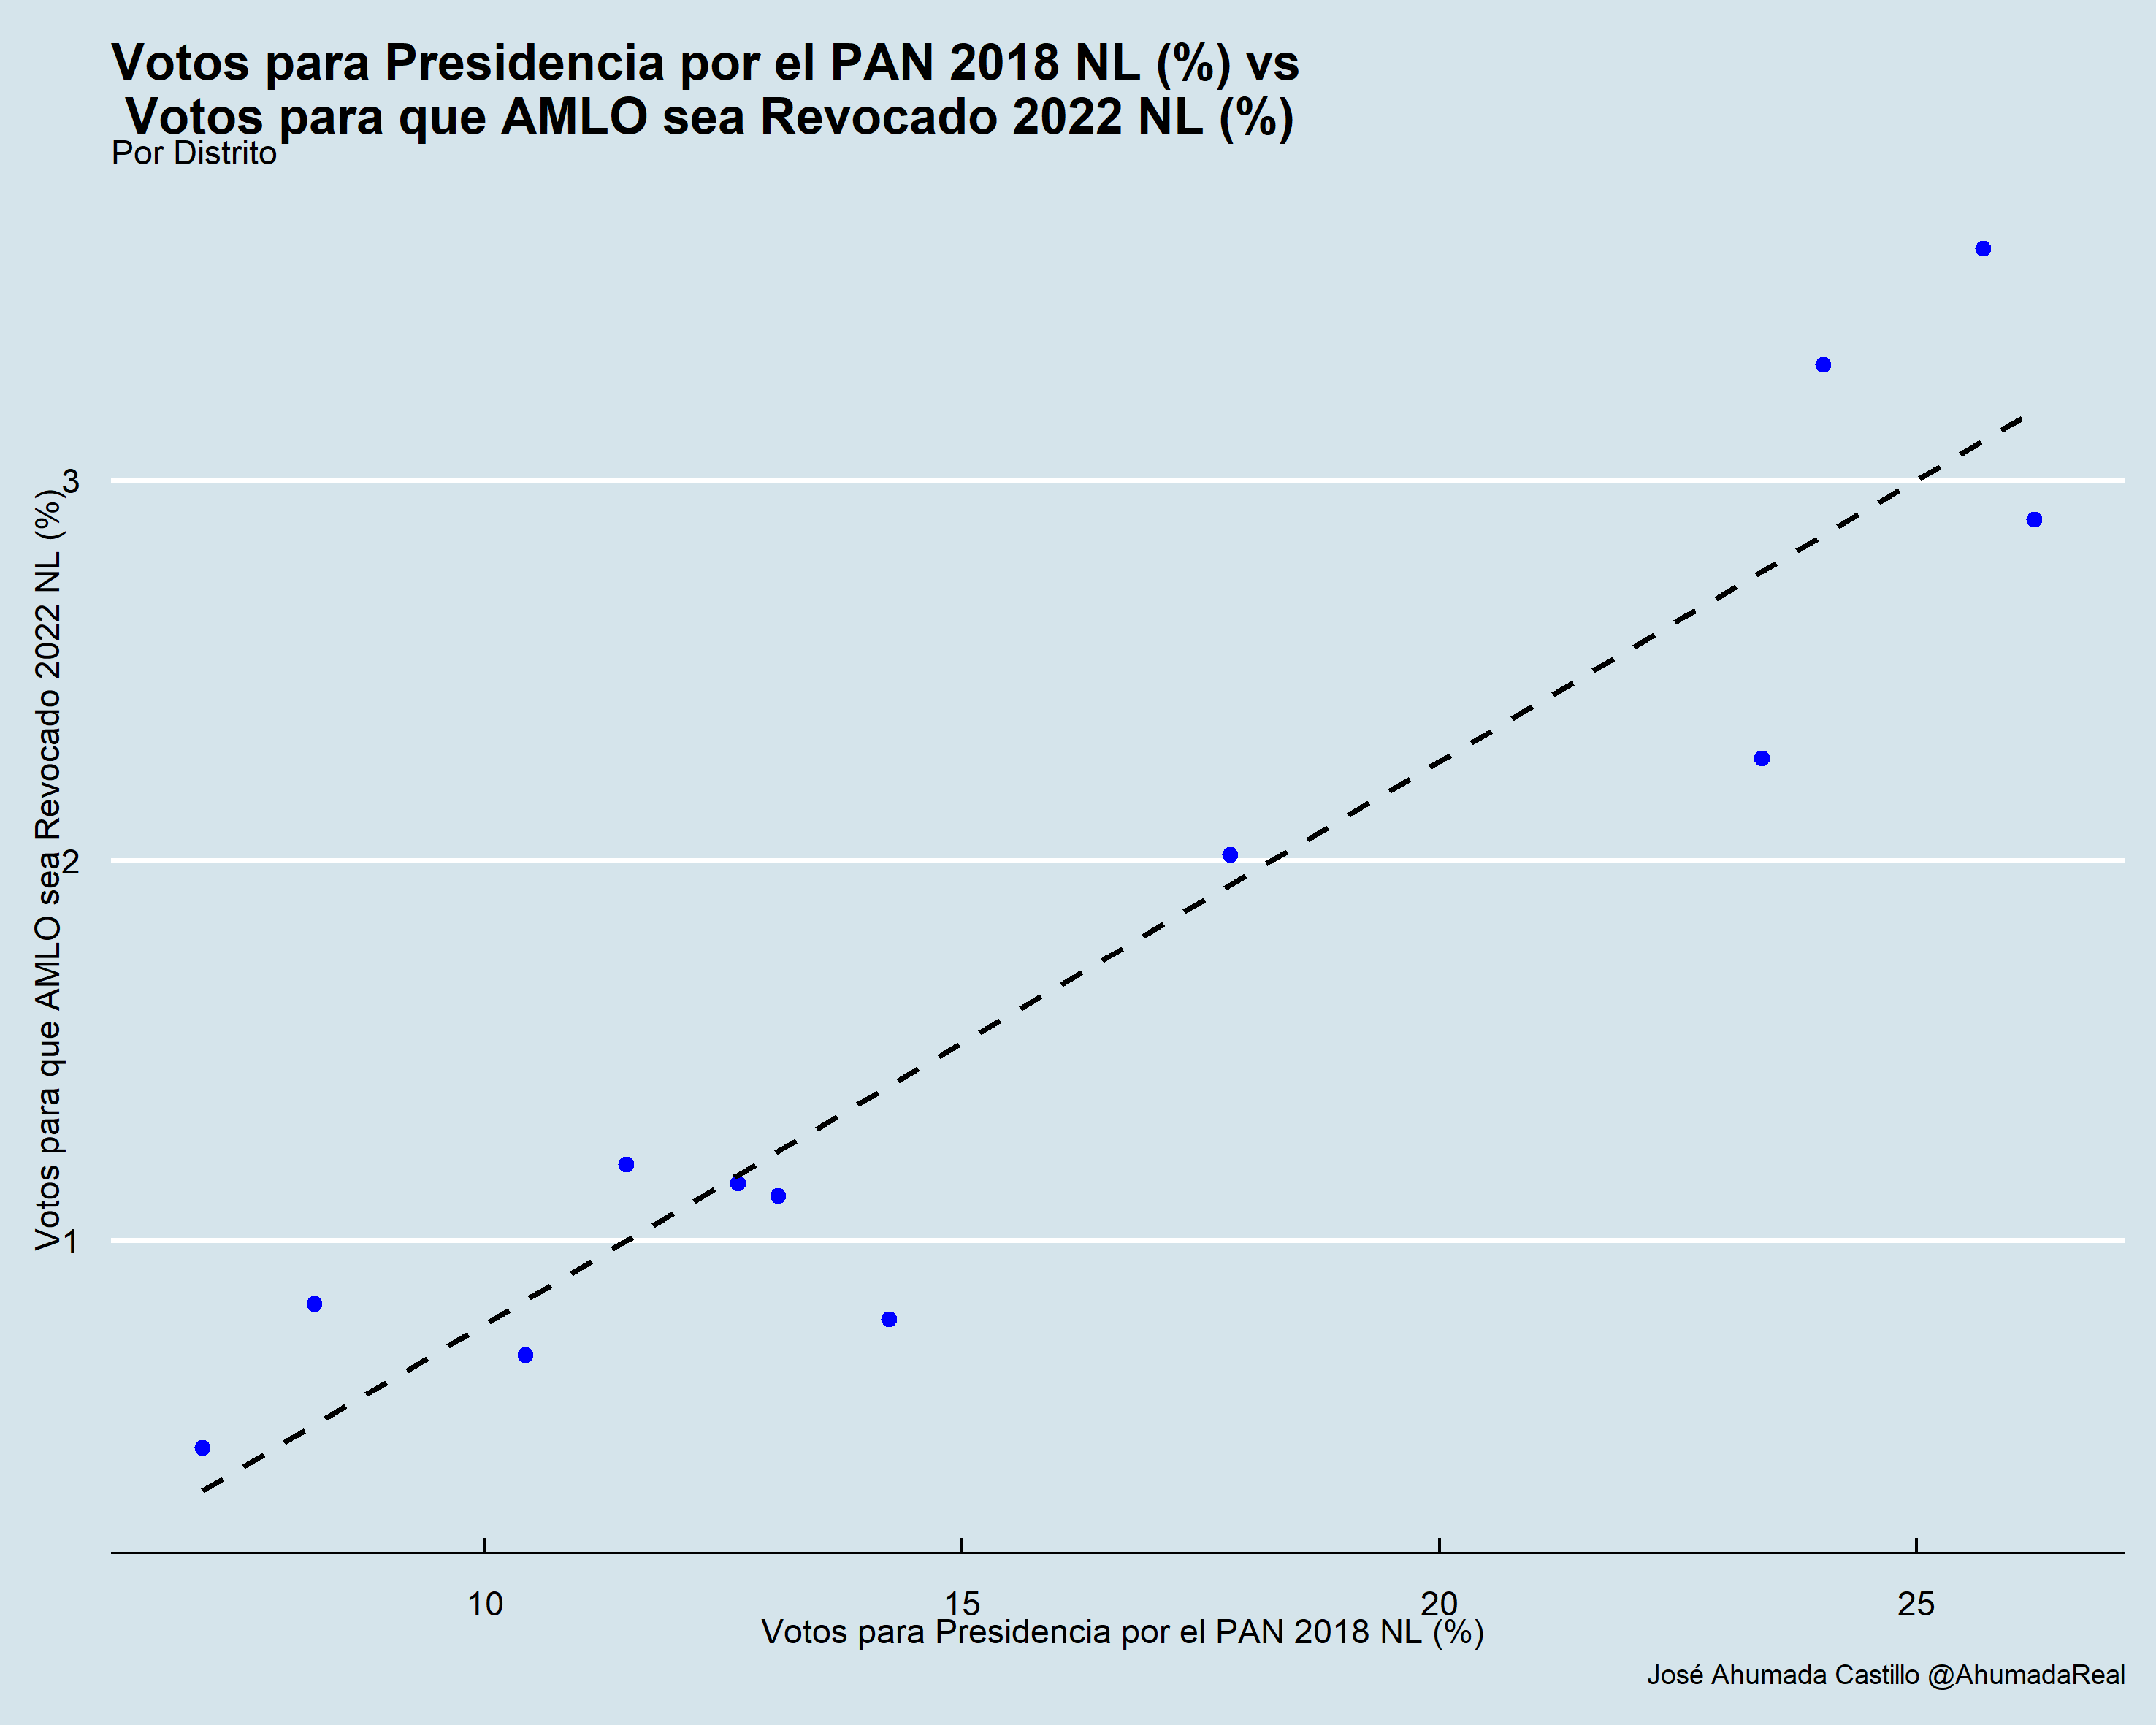 Votos para Presidencia por el PAN 2018 NL (%) vs
Votos para que AMLO sea Revocado 2022 NL (%)
Por Distrito
Votos para que AMLO sea Revocado 2022 NL (%)
3
2
1
10 15 20 25
Votos para Presidencia por el PAN 2018 NL (%)
José Ahumada Castillo @AhumadaReal